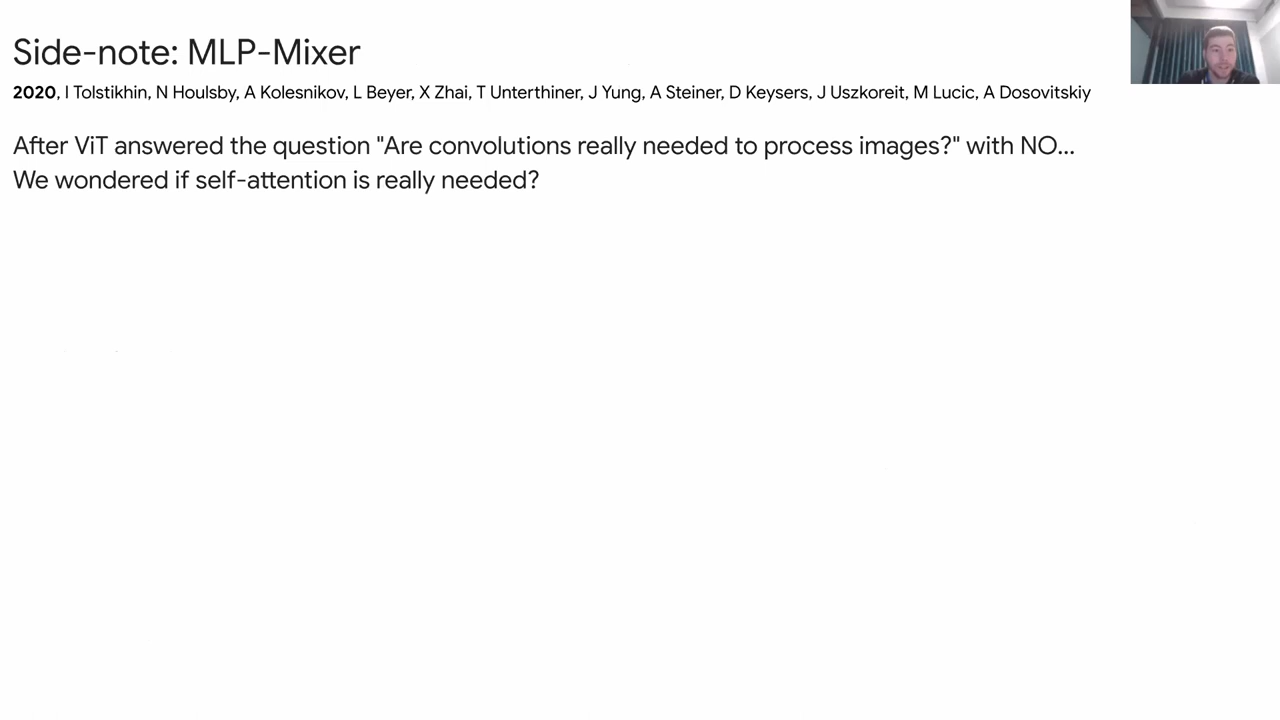 Side-note: MLP-Mixer
2020, I Tolstikhin, N Houlsby, A Kolesnikov, L Beyer, X Zhai, T Unterthiner, J Yung, A Steiner, D Keysers, J Uszkoreit, M Lucic, A Dosovitskiy
After ViT answered the question "Are convolutions really needed to process images?" with NO...
We wondered if self-attention is really needed?